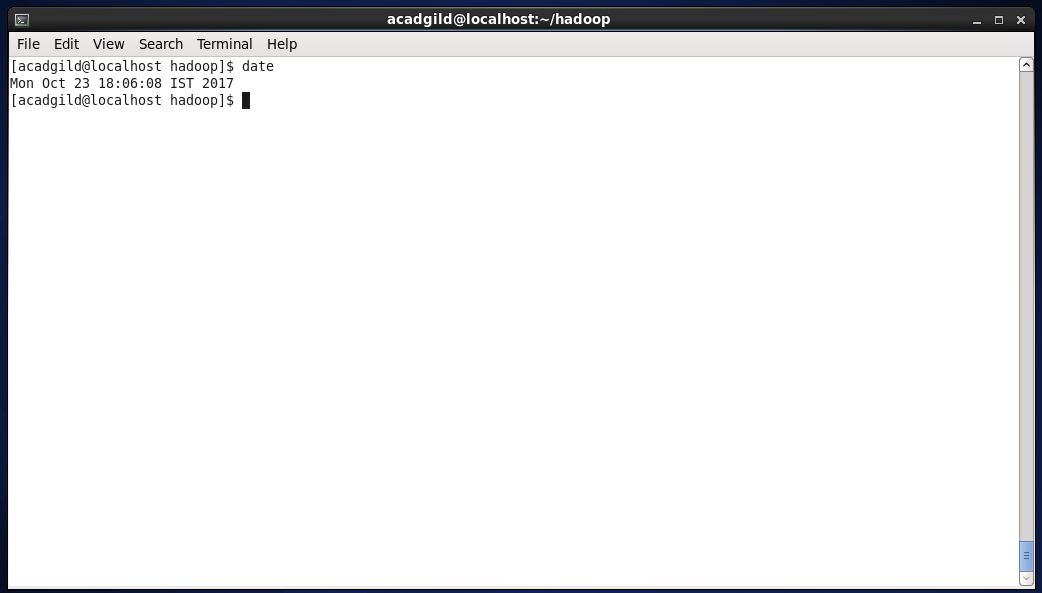 acadgild@localhost:~/hadoop
File Edit View Search Terminal Help
[acadgild@localhost hadoop]$ date
Mon Oct 23 18:06:08 IST 2017
[acadgild@localhost hadoop]$